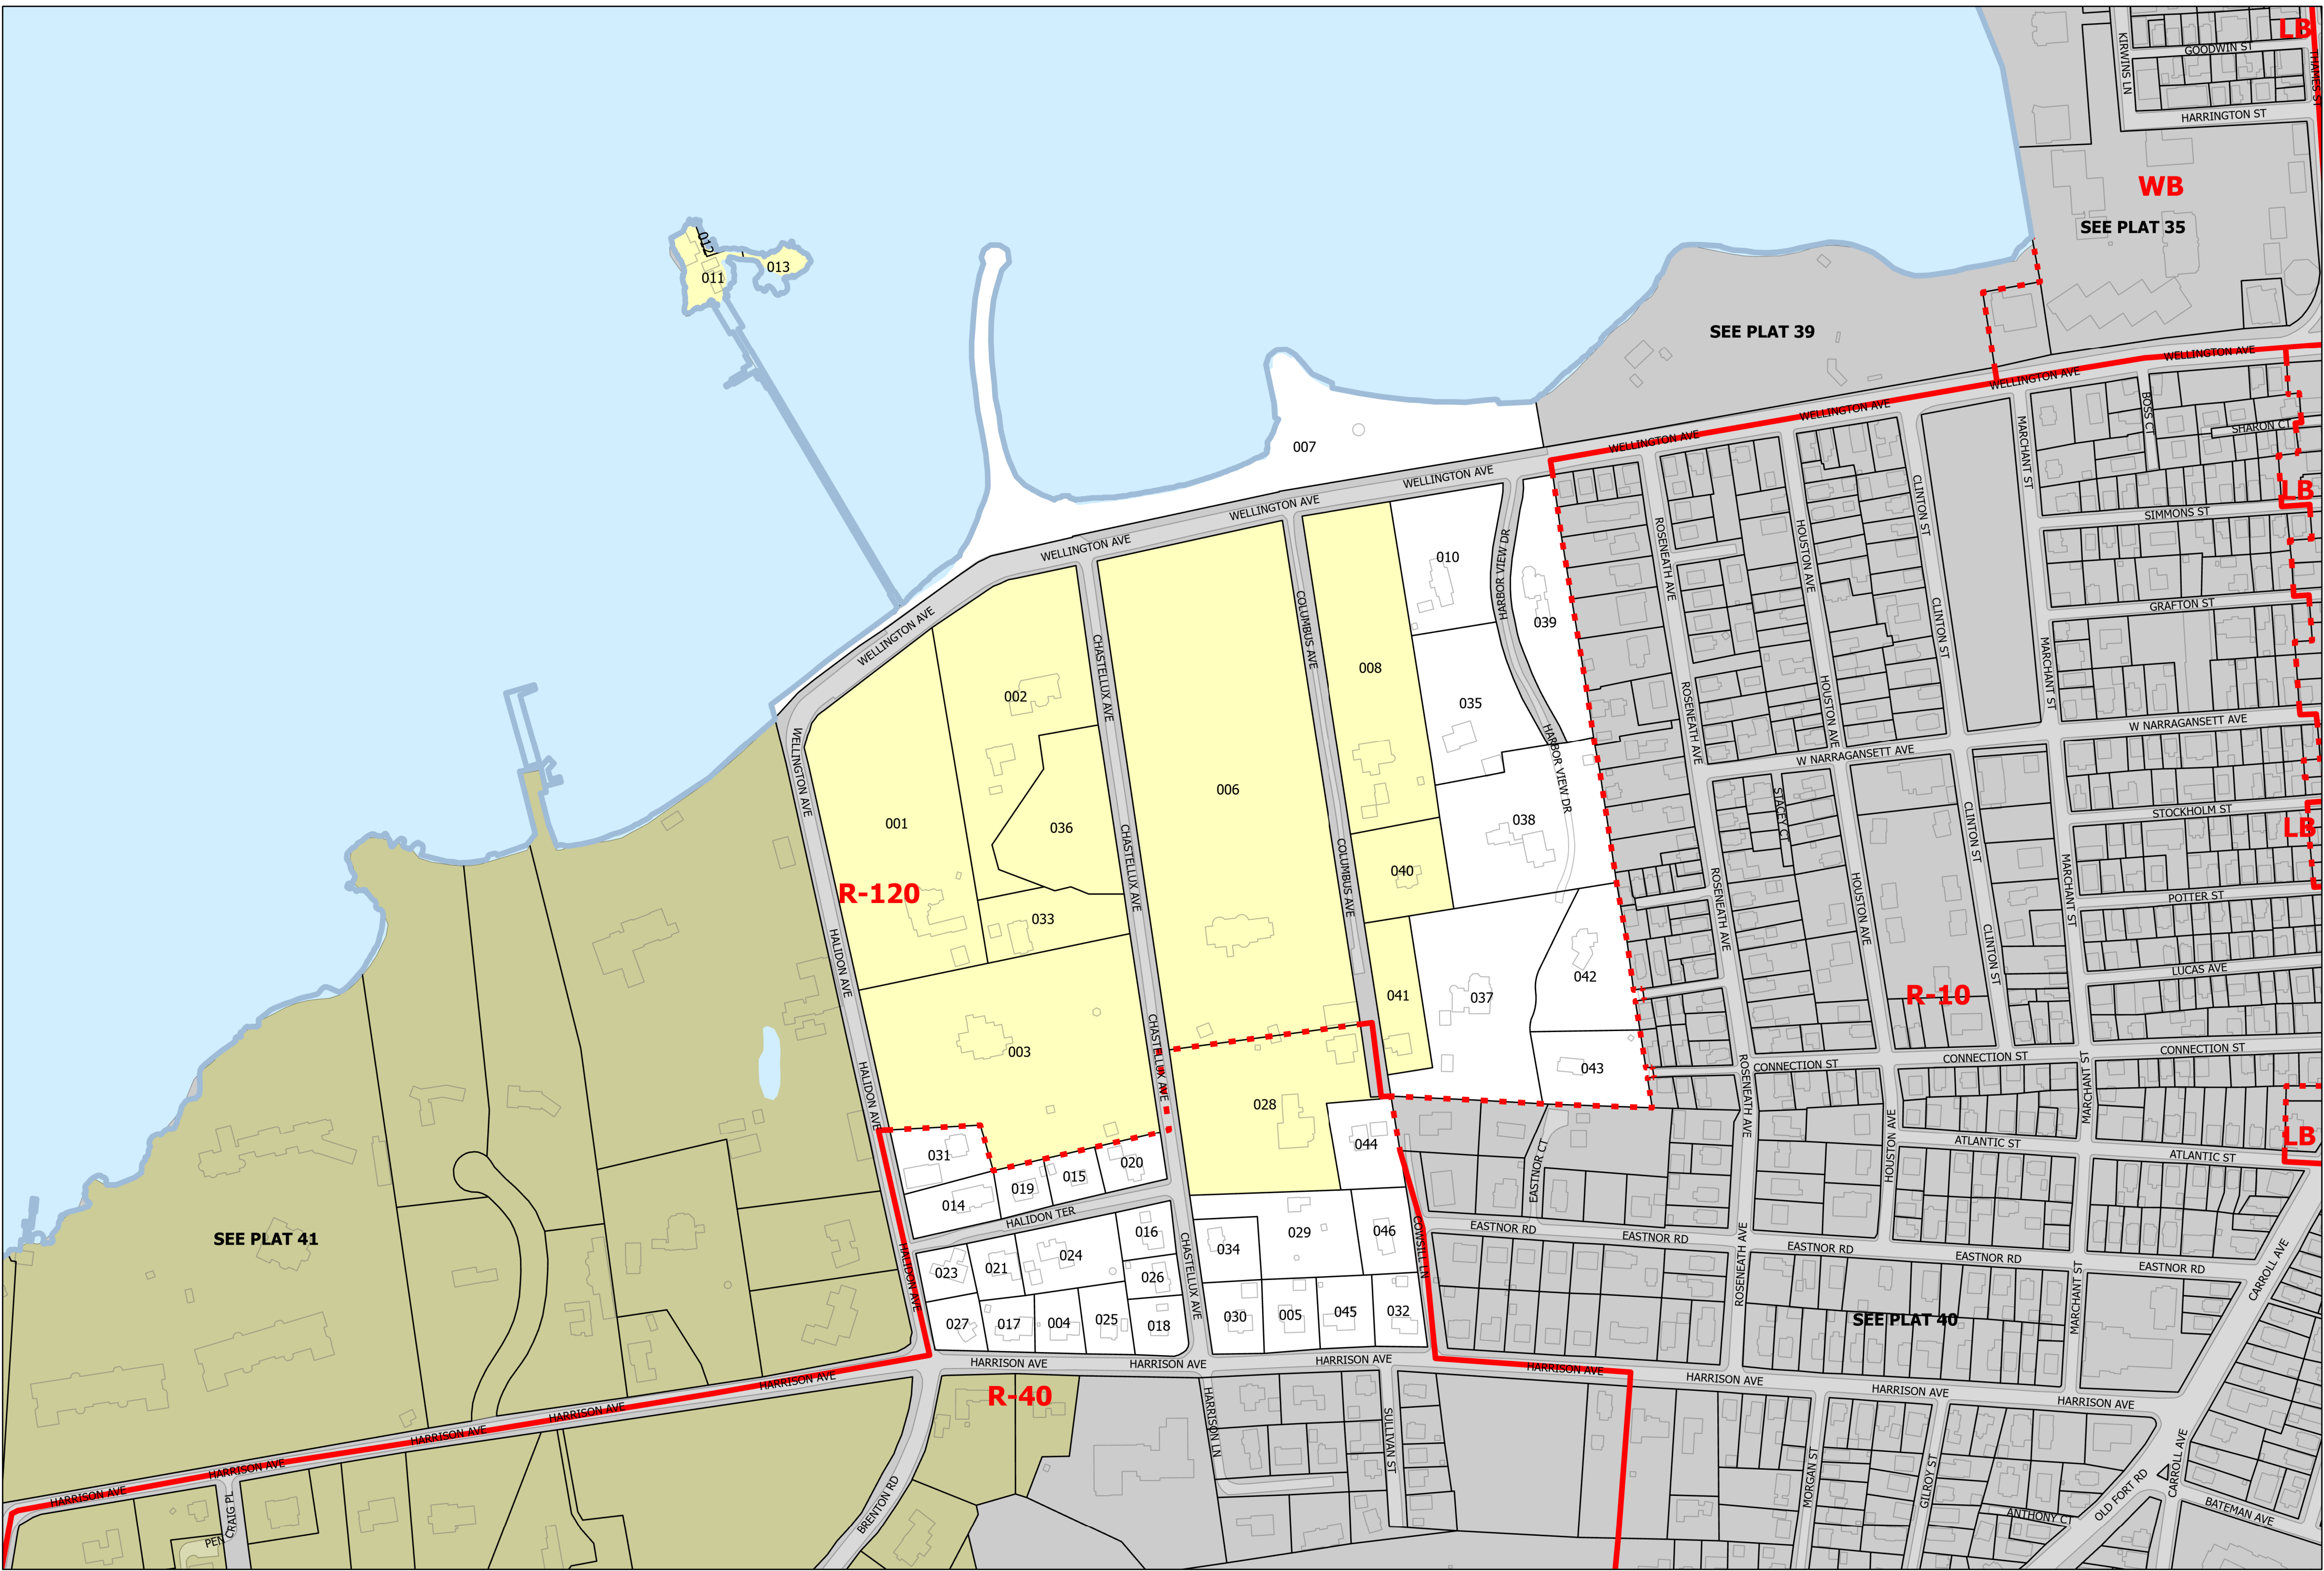 LB
KIRWINS LN
GOODWIN ST
THAMES ST
HARRINGTON ST
WB
SEE PLAT 35
012
011
013
SEE PLAT 39
WELLINGTON AVE
WELLINGTON AVE
WELLINGTON AVE
WELLINGTON AVE
WELLINGTON AVE
WELLINGTON AVE
WELLINGTON AVE
WELLINGTON AVE
WELLINGTON AVE
WELLINGTON AVE
BOSS CT
SHARON CT
MARCHANT ST
007
LB
SIMMONS ST
CLINTON ST
ROSENEATH AVE
HOUSTON AVE
HARBOR VIEW DR
010
039
GRAFTON ST
CLINTON ST
COLUMBUS AVE
CHASTELLUX AVE
008
002
035
MARCHANT ST
ROSENEATH AVE
HOUSTON AVE
W NARRAGANSETT AVE
W NARRAGANSETT AVE
HARBOR VIEW DR
STACEY CT
STOCKHOLM ST
006
001
036
038
LB
CLINTON ST
040
R-120
CHASTELLUX AVE
COLUMBUS AVE
ROSENEATH AVE
HOUSTON AVE
MARCHANT ST
POTTER ST
033
HALIDON AVE
041
037
042
R-10
CLINTON ST
LUCAS AVE
003
CHASTELLUX AVE
043
CONNECTION ST
CONNECTION ST
CONNECTION ST
HALIDON AVE
028
044
ROSENEATH AVE
MARCHANT ST
HOUSTON AVE
ATLANTIC ST
ATLANTIC ST
LB
031
020
015
019
014
HALIDON TER
EASTNOR CT
SEE PLAT 41
016
034
029
046
COWSILL LN
EASTNOR RD
EASTNOR RD
EASTNOR RD
EASTNOR RD
EASTNOR RD
CARROLL AVE
023
021
024
026
HALIDON AVE
CHASTELLUX AVE
ROSENEATH AVE
MARCHANT ST
027
017
004
025
018
030
005
045
032
SEE PLAT 40
HARRISON AVE
HARRISON AVE
HARRISON AVE
HARRISON AVE
HARRISON AVE
HARRISON AVE
HARRISON AVE
HARRISON AVE
HARRISON AVE
HARRISON AVE
HARRISON AVE
HARRISON AVE
R-40
HARRISON LN
SULLIVAN ST
MORGAN ST
GILROY ST
ANTHONY CT
OLD FORT RD
CARROLL AVE
BATEMAN AVE
BRENTON RD
CRAIG PL
PEN